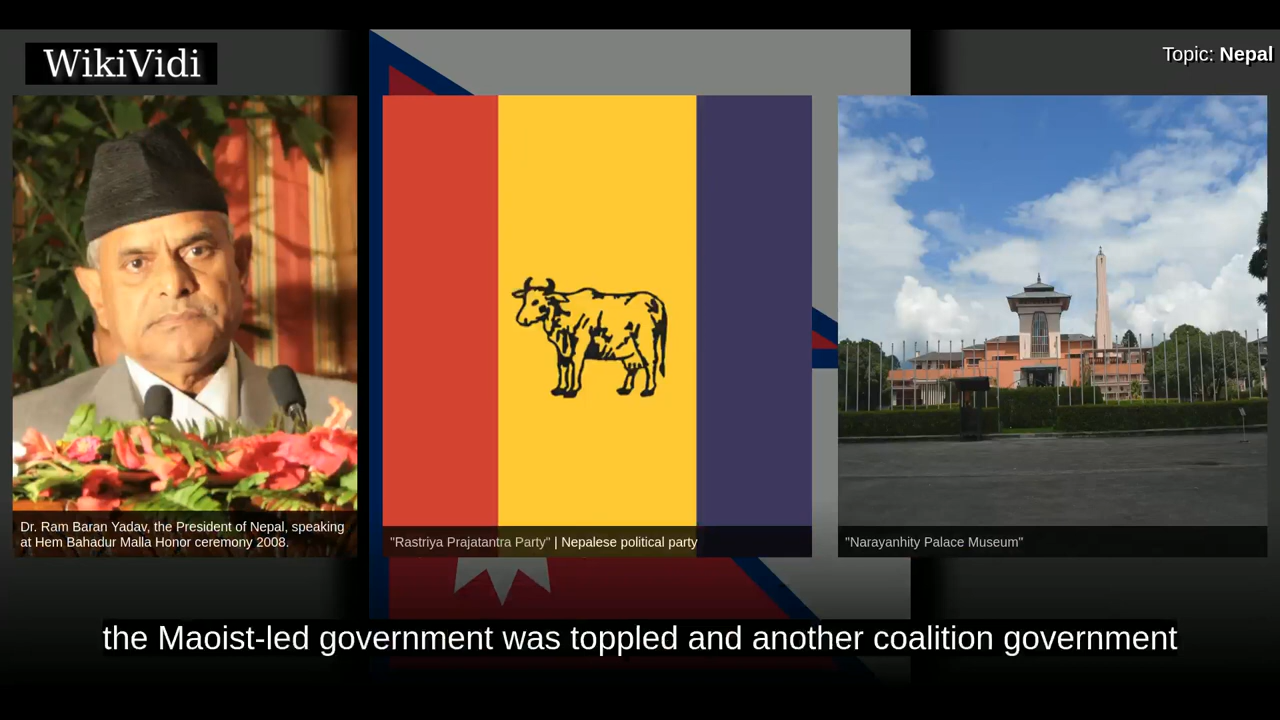 WikiVidi
Topic: Nepal
Dr. Ram Baran Yadav, the President of Nepal, speaking
at Hem Bahadur Malla Honor ceremony 2008.
"Rastriya Prajatantra Party" | Nepalese political party
"Narayanhity Palace Museum"
the Maoist-led government was toppled and another coalition government